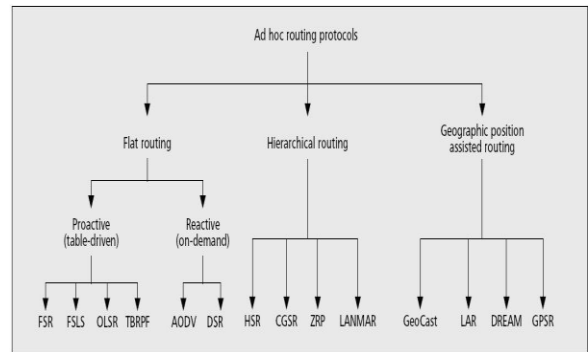 Ad hoc routing protocols
Flat routing
Hierarchical routing
Geographic position
assisted routing
Proactive
(table-driven)
Reactive
(on-demand)
FSR FSLS OLSR TBRPF AODV DSR HSR CGSR ZRP LANMAR GeoCast LAR DREAM GPSR